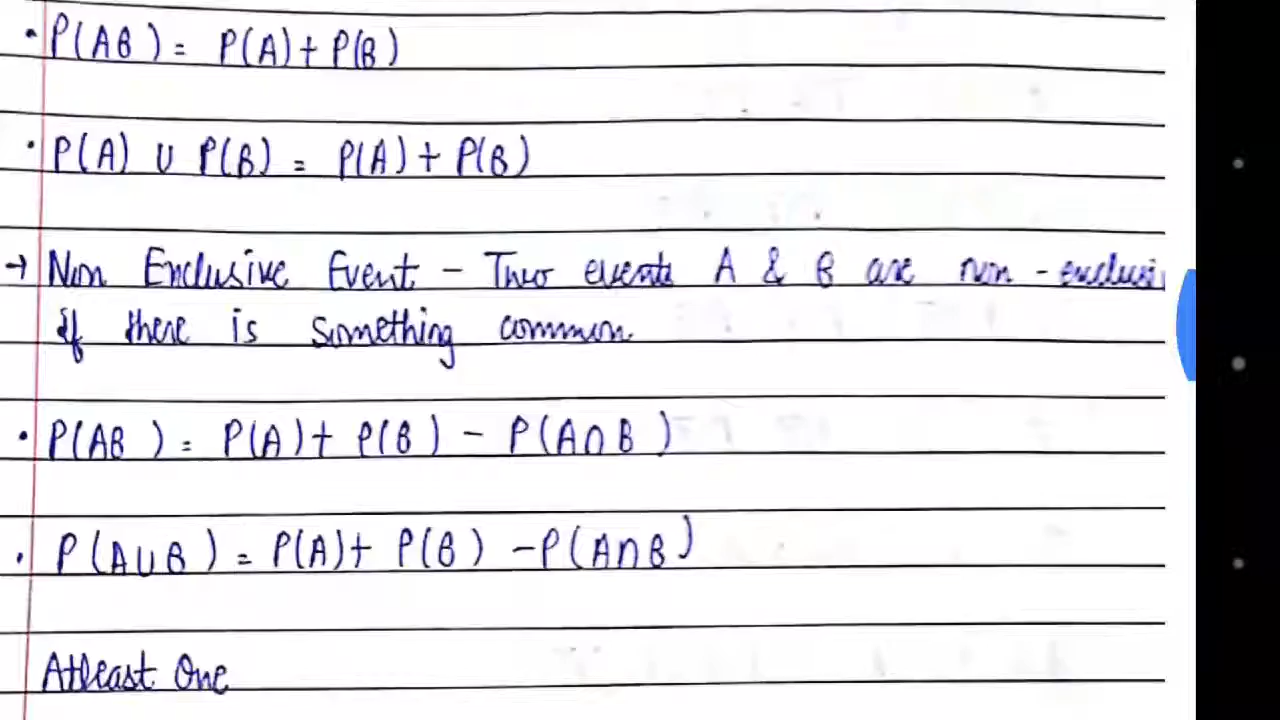 · P(AB) = P(A) + P(B)
· P(A) ∪ P(B) = P(A) + P(B)
→ Non Exclusive Event - Two events A & B are non-exclusi
if there is something common.
· P(AB) = P(A) + P(B) - P(A∩B)
· P(A∪B) = P(A) + P(B) - P(A∩B)
Atleast One